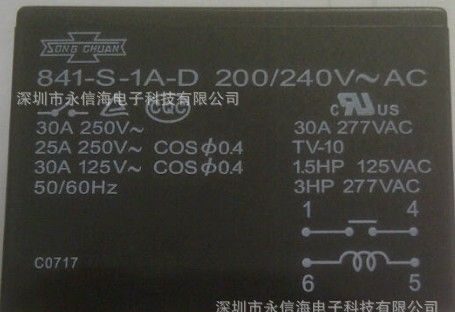 SONG CHUAN
841-S-1A-D 200/240V~AC
深圳市永信海电子科技有限公司
CQC
C US
30A 250V~
25A 250V~ COSφ0.4
30A 125V~ COSφ0.4
50/60Hz
30A 277VAC
TV-10
1.5HP 125VAC
3HP 277VAC
1 4
6 5
C0717
深圳市永信海电子科技有限公司